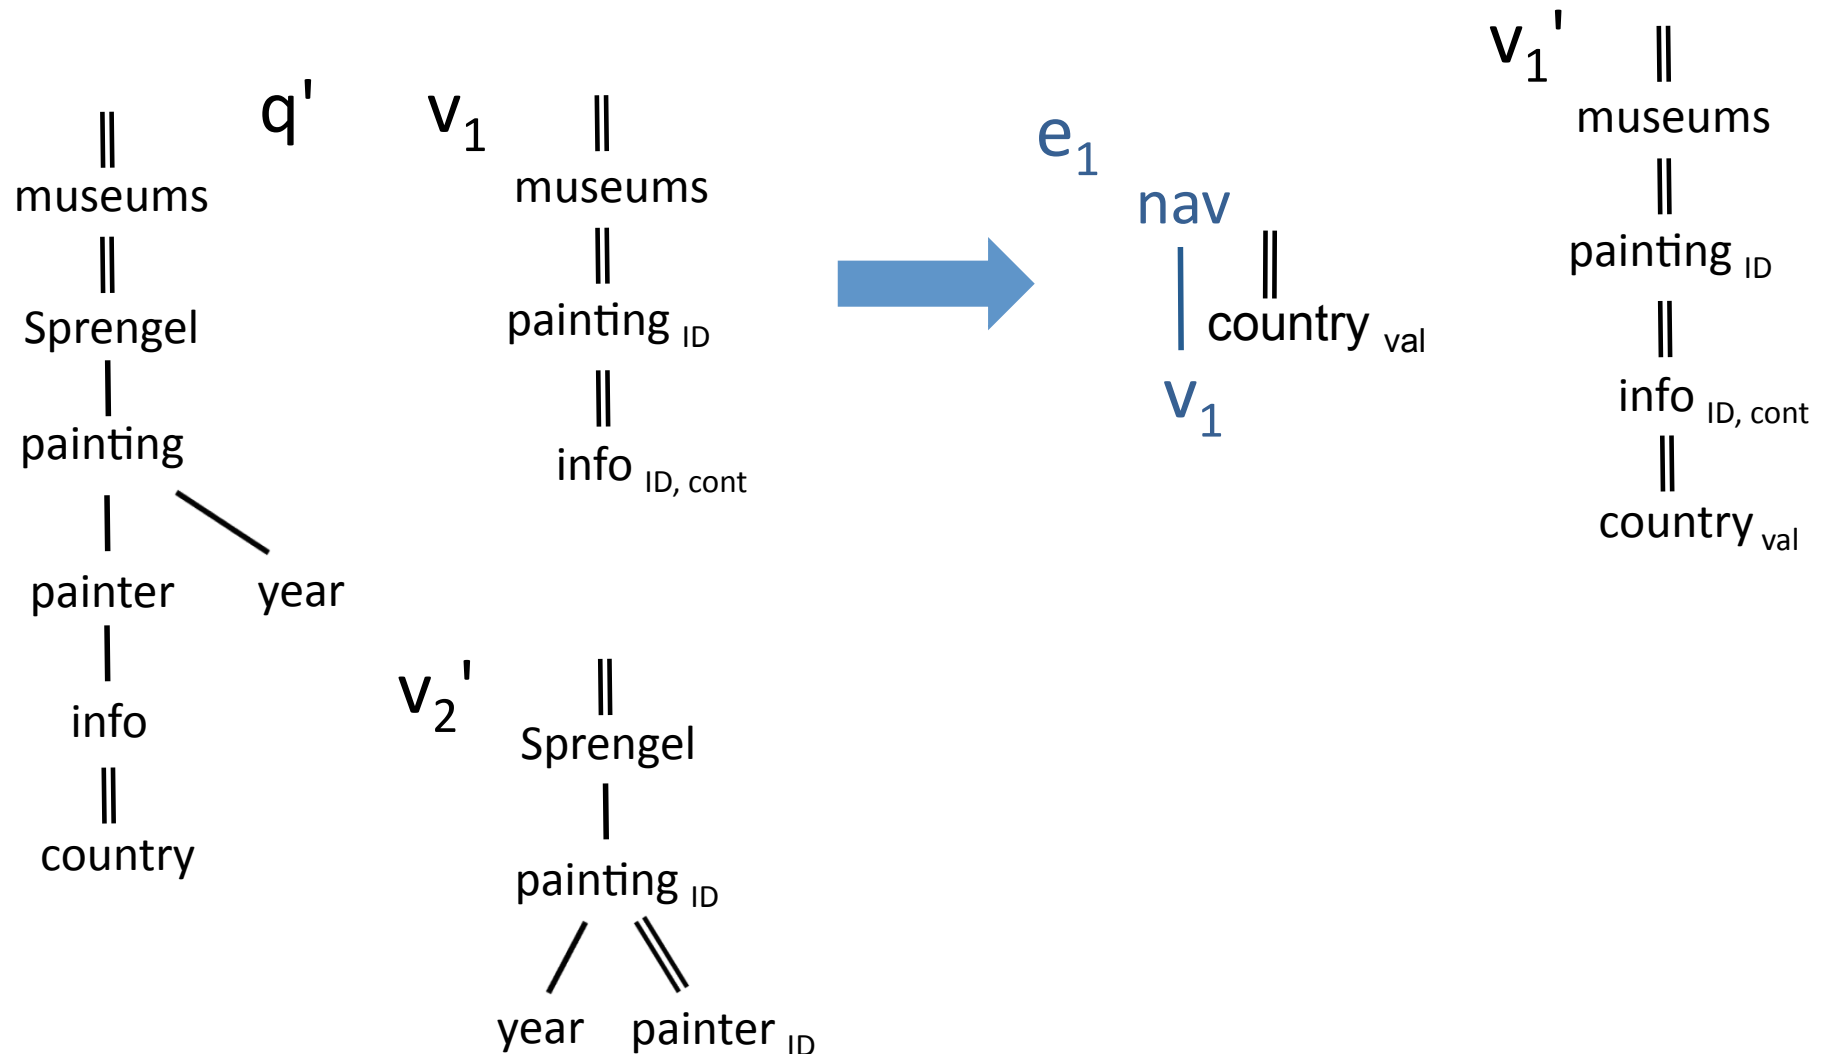 q'
museums
Sprengel
painting
painter year
info
country
v1
museums
painting ID
info ID, cont
v2'
Sprengel
painting ID
year painter ID
e1
nav
country val
v1
v1'
museums
painting ID
info ID, cont
country val